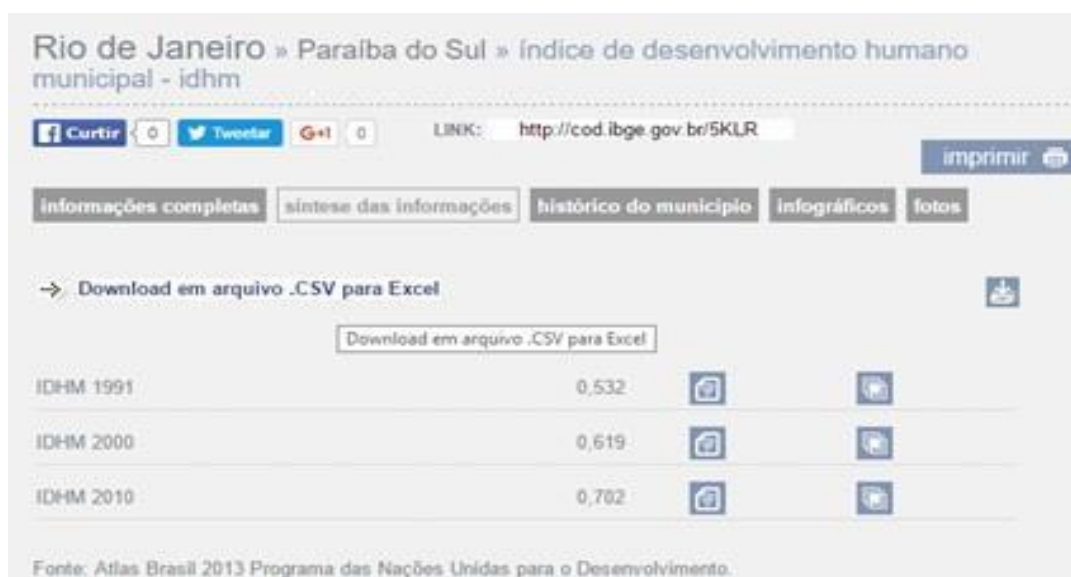 Rio de Janeiro » Paraíba do Sul » índice de desenvolvimento humano
municipal - idhm
Curtir 0 Tweetar G+1 0 LINK: http://cod.ibge.gov.br/5KLR
imprimir
informações completas síntese das informações histórico do município infográficos fotos
Download em arquivo .CSV para Excel
Download em arquivo .CSV para Excel
IDHM 1991 0,532
IDHM 2000 0,619
IDHM 2010 0,702
Fonte: Atlas Brasil 2013 Programa das Nações Unidas para o Desenvolvimento.